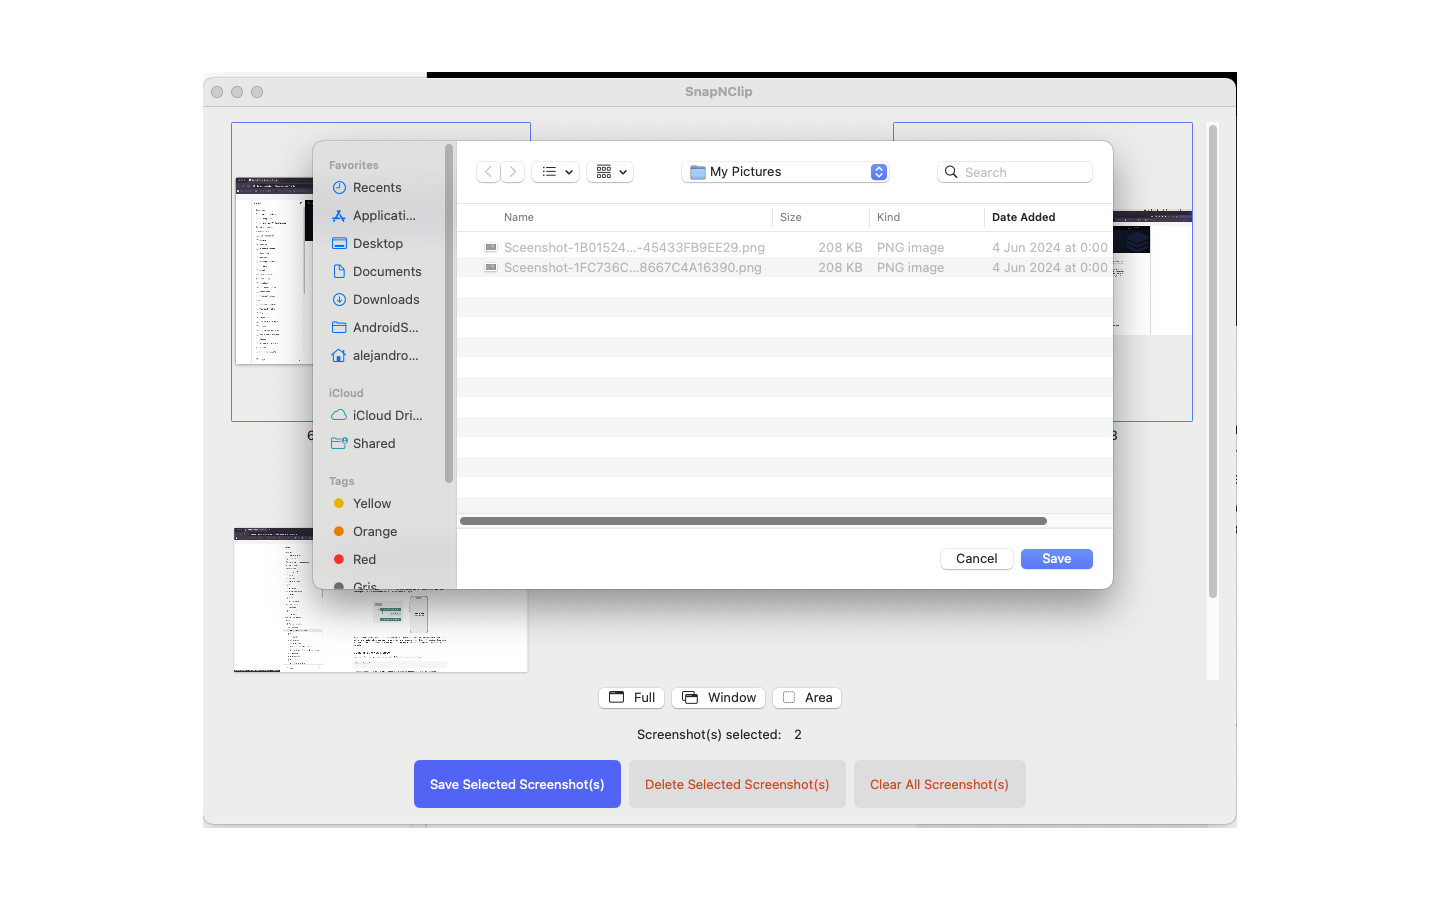 SnapNClip
Favorites
Recents
Applicati...
Desktop
Documents
Downloads
AndroidS...
alejandro...
iCloud
iCloud Dri...
Shared
Tags
Yellow
Orange
Red
Gris
My Pictures
Search
Name Size Kind Date Added
Sceenshot-1B01524...-45433FB9EE29.png 208 KB PNG image 4 Jun 2024 at 0:00
Sceenshot-1FC736C...8667C4A16390.png 208 KB PNG image 4 Jun 2024 at 0:00
Cancel Save
Full Window Area
Screenshot(s) selected: 2
Save Selected Screenshot(s) Delete Selected Screenshot(s) Clear All Screenshot(s)